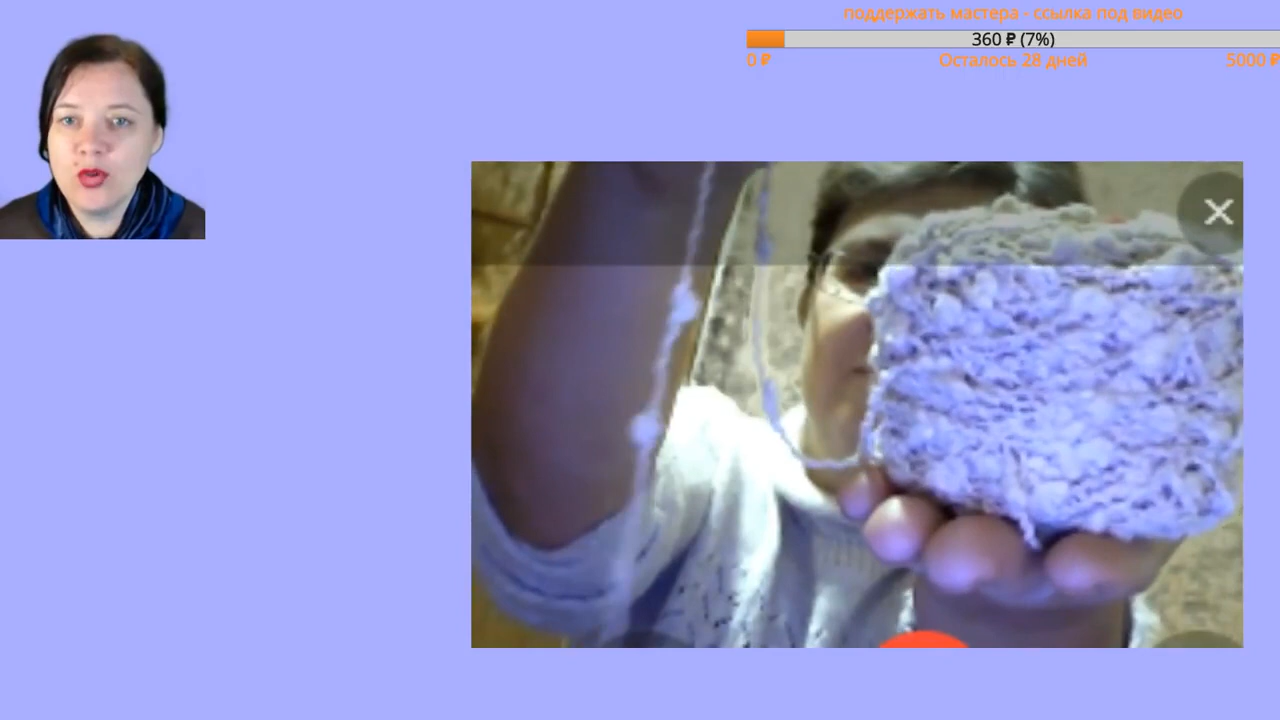 поддержать мастера - ссылка под видео
360 ₽ (7%)
0 ₽ Осталось 28 дней 5000 ₽